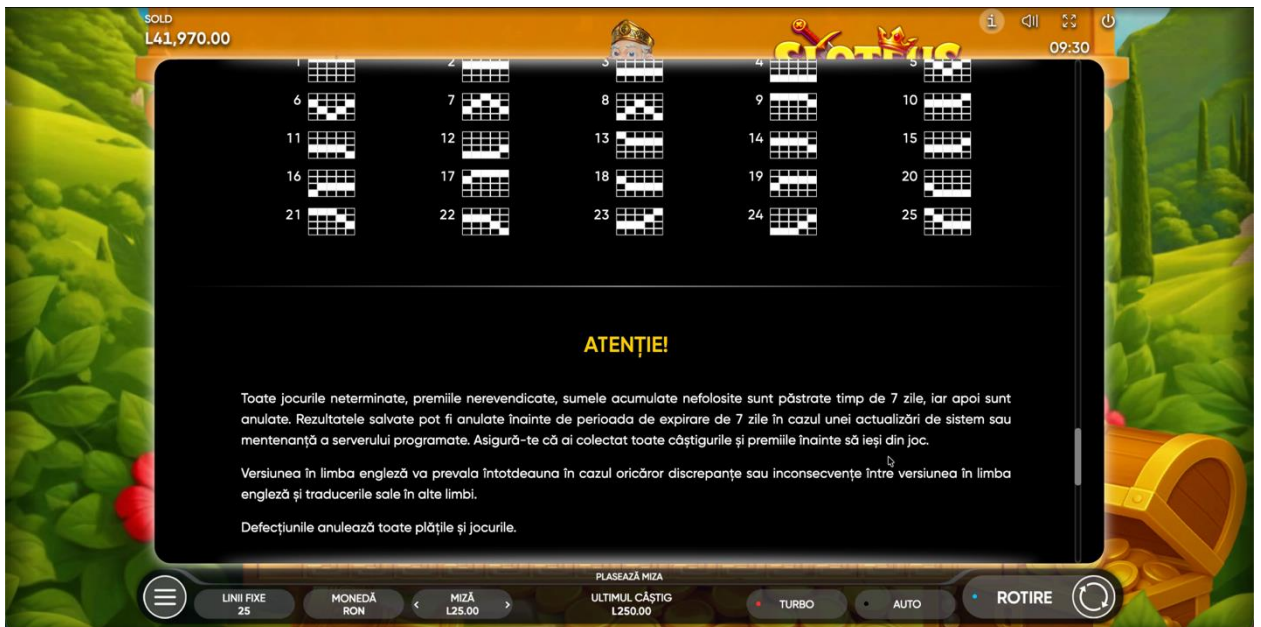 SOLD
L41,970.00
09:30
1 2 3 4 5
6 7 8 9 10
11 12 13 14 15
16 17 18 19 20
21 22 23 24 25
ATENȚIE!
Toate jocurile neterminate, premiile nerevendicate, sumele acumulate nefolosite sunt păstrate timp de 7 zile, iar apoi sunt
anulate. Rezultatele salvate pot fi anulate înainte de perioada de expirare de 7 zile în cazul unei actualizări de sistem sau
mentenanță a serverului programate. Asigură-te că ai colectat toate câștigurile și premiile înainte să ieși din joc.
Versiunea în limba engleză va prevala întotdeauna în cazul oricăror discrepanțe sau inconsecvențe între versiunea în limba
engleză și traducerile sale în alte limbi.
Defecțiunile anulează toate plățile și jocurile.
PLASEAZĂ MIZA
LINII FIXE
25
MONEDĂ
RON
MIZĂ
L25.00
ULTIMUL CÂȘTIG
L250.00
TURBO
AUTO
ROTIRE